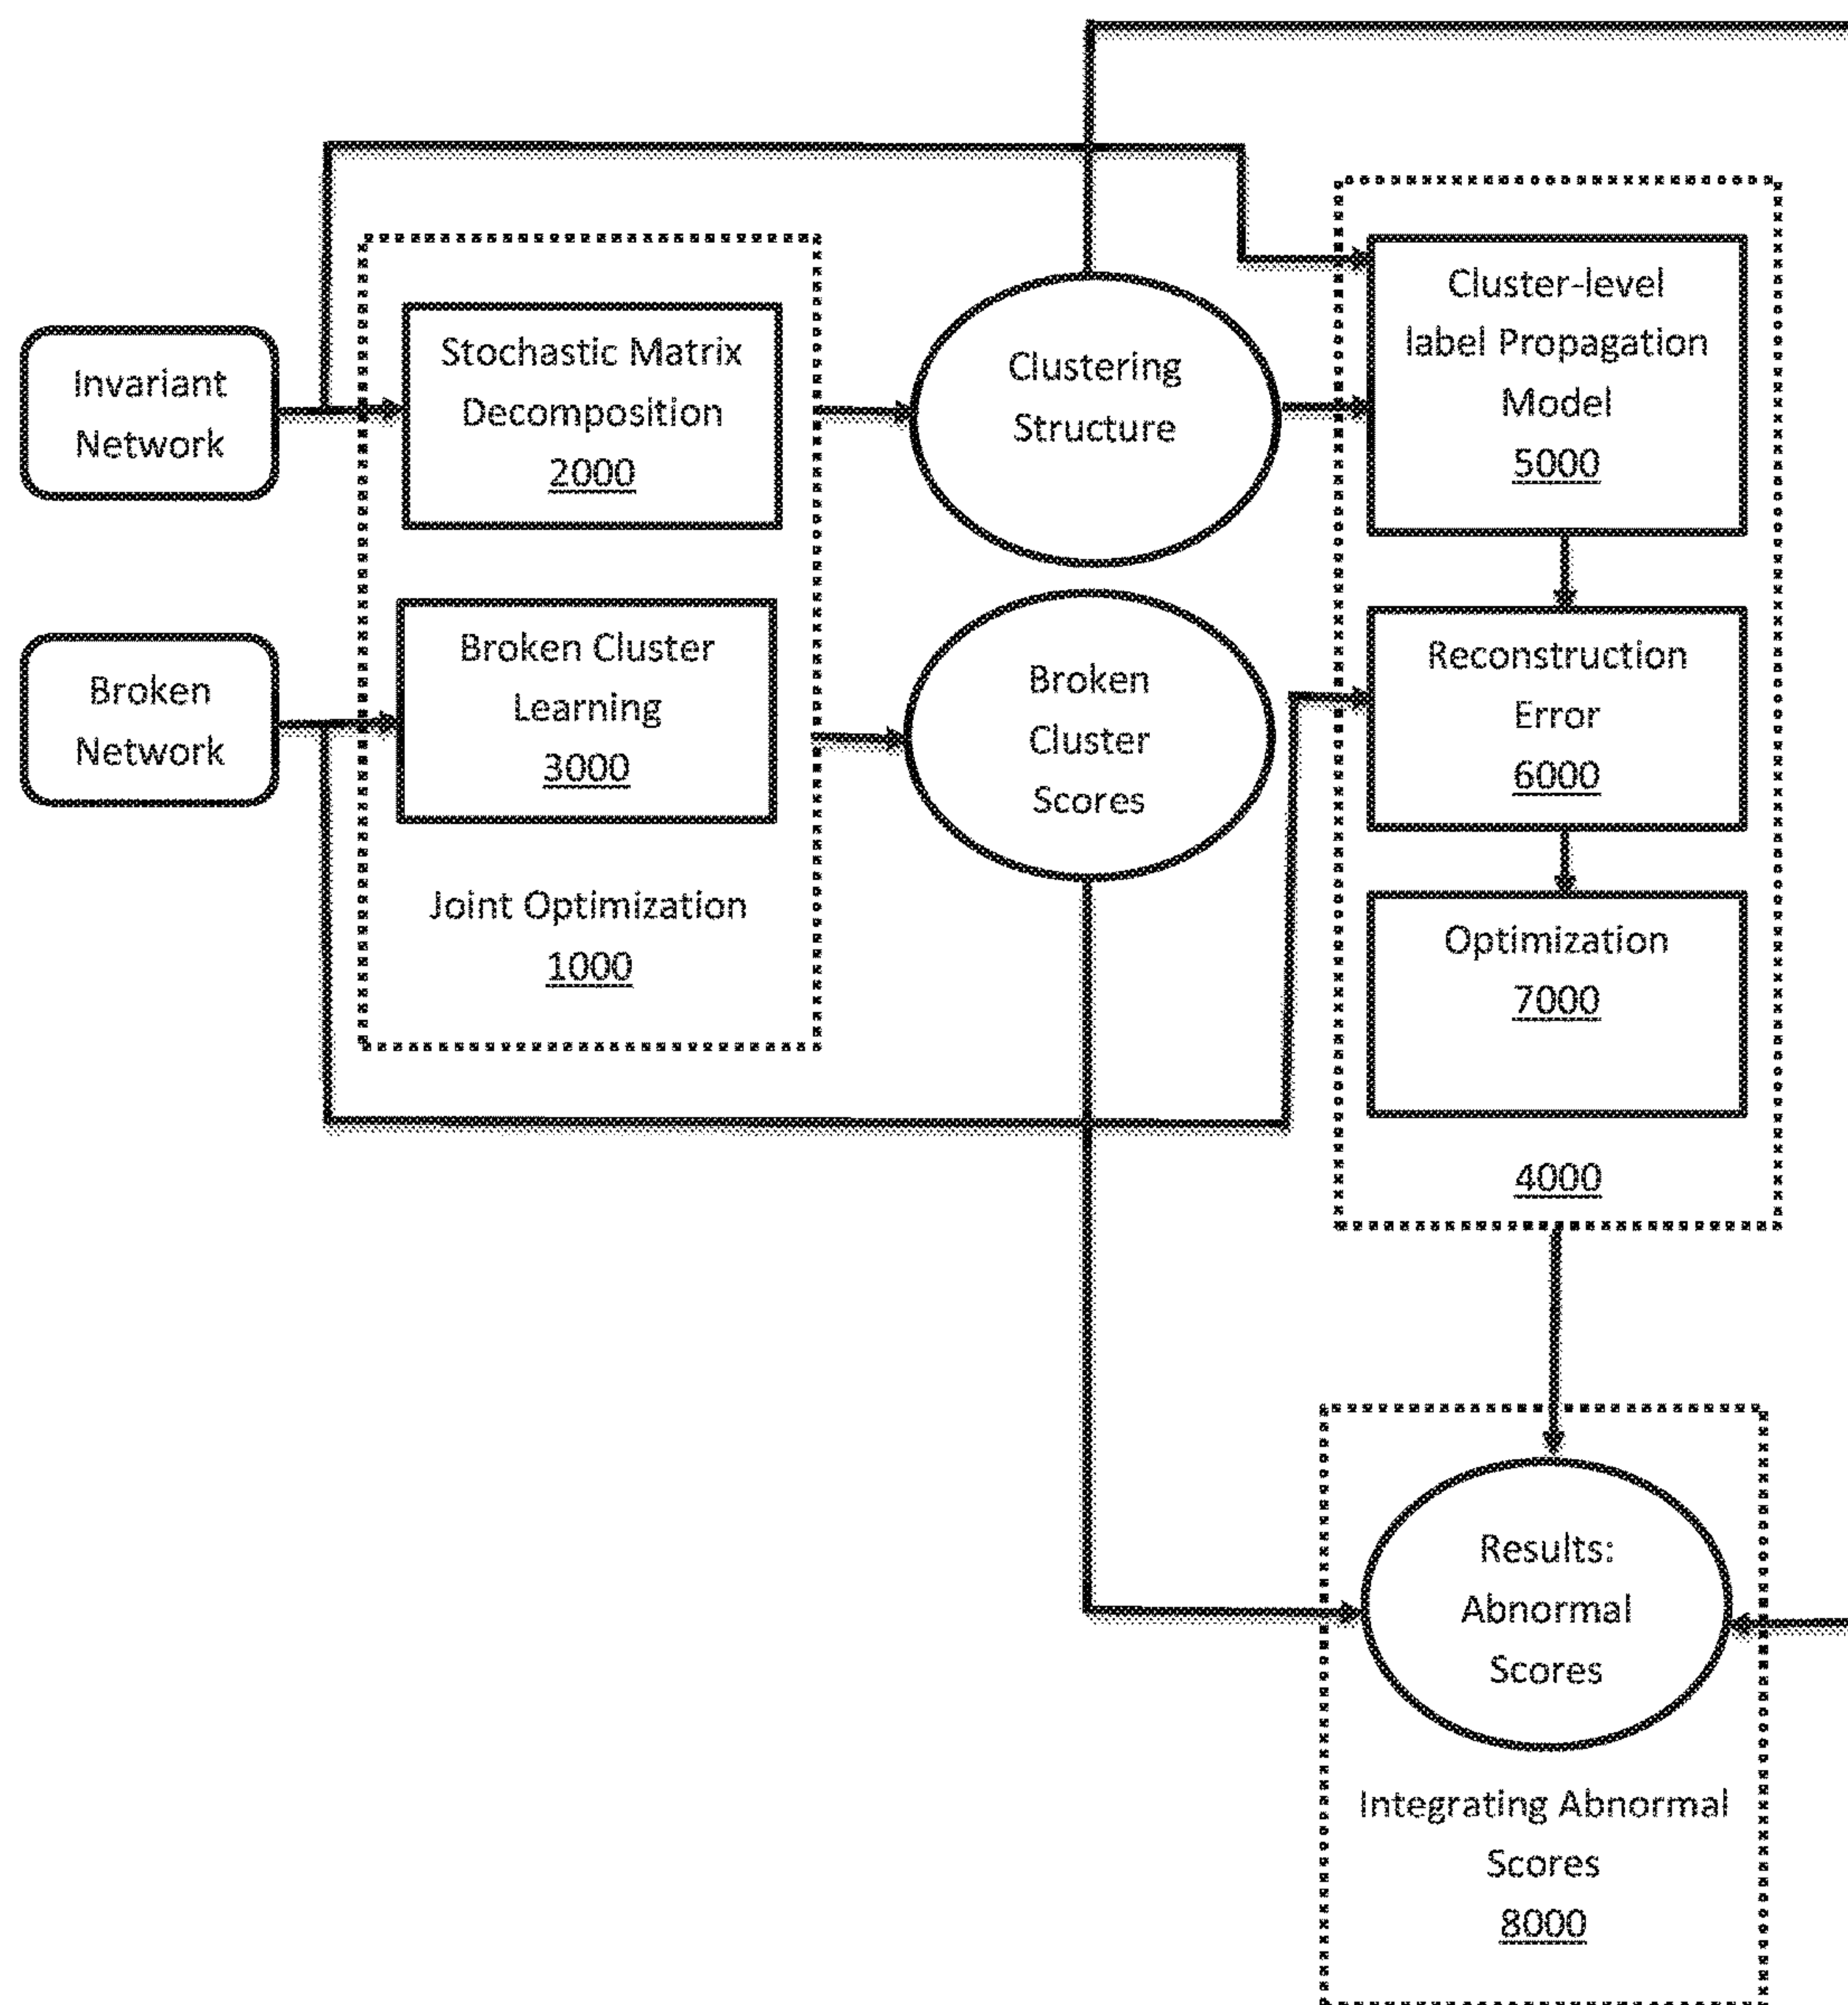 Invariant
Network
Broken
Network
Stochastic Matrix
Decomposition
2000
Broken Cluster
Learning
3000
Joint Optimization
1000
Clustering
Structure
Broken
Cluster
Scores
Cluster-level
label Propagation
Model
5000
Reconstruction
Error
6000
Optimization
7000
4000
Results:
Abnormal
Scores
Integrating Abnormal
Scores
8000